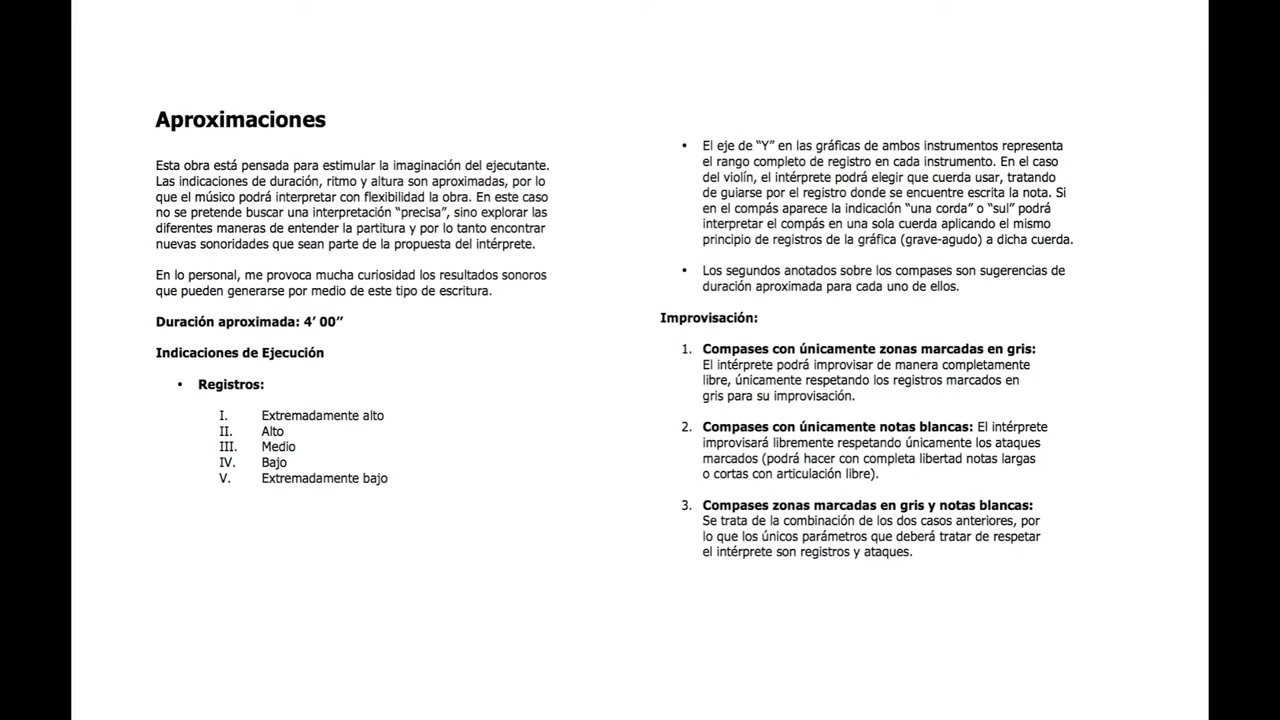 Aproximaciones
Esta obra está pensada para estimular la imaginación del ejecutante.
Las indicaciones de duración, ritmo y altura son aproximadas, por lo
que el músico podrá interpretar con flexibilidad la obra. En este caso
no se pretende buscar una interpretación “precisa”, sino explorar las
diferentes maneras de entender la partitura y por lo tanto encontrar
nuevas sonoridades que sean parte de la propuesta del intérprete.
En lo personal, me provoca mucha curiosidad los resultados sonoros
que pueden generarse por medio de este tipo de escritura.
Duración aproximada: 4’ 00”
Indicaciones de Ejecución
• Registros:
I. Extremadamente alto
II. Alto
III. Medio
IV. Bajo
V. Extremadamente bajo
• El eje de “Y” en las gráficas de ambos instrumentos representa
el rango completo de registro en cada instrumento. En el caso
del violín, el intérprete podrá elegir que cuerda usar, tratando
de guiarse por el registro donde se encuentre escrita la nota. Si
en el compás aparece la indicación “una corda” o “sul” podrá
interpretar el compás en una sola cuerda aplicando el mismo
principio de registros de la gráfica (grave-agudo) a dicha cuerda.
• Los segundos anotados sobre los compases son sugerencias de
duración aproximada para cada uno de ellos.
Improvisación:
1. Compases con únicamente zonas marcadas en gris:
El intérprete podrá improvisar de manera completamente
libre, únicamente respetando los registros marcados en
gris para su improvisación.
2. Compases con únicamente notas blancas: El intérprete
improvisará libremente respetando únicamente los ataques
marcados (podrá hacer con completa libertad notas largas
o cortas con articulación libre).
3. Compases zonas marcadas en gris y notas blancas:
Se trata de la combinación de los dos casos anteriores, por
lo que los únicos parámetros que deberá tratar de respetar
el intérprete son registros y ataques.